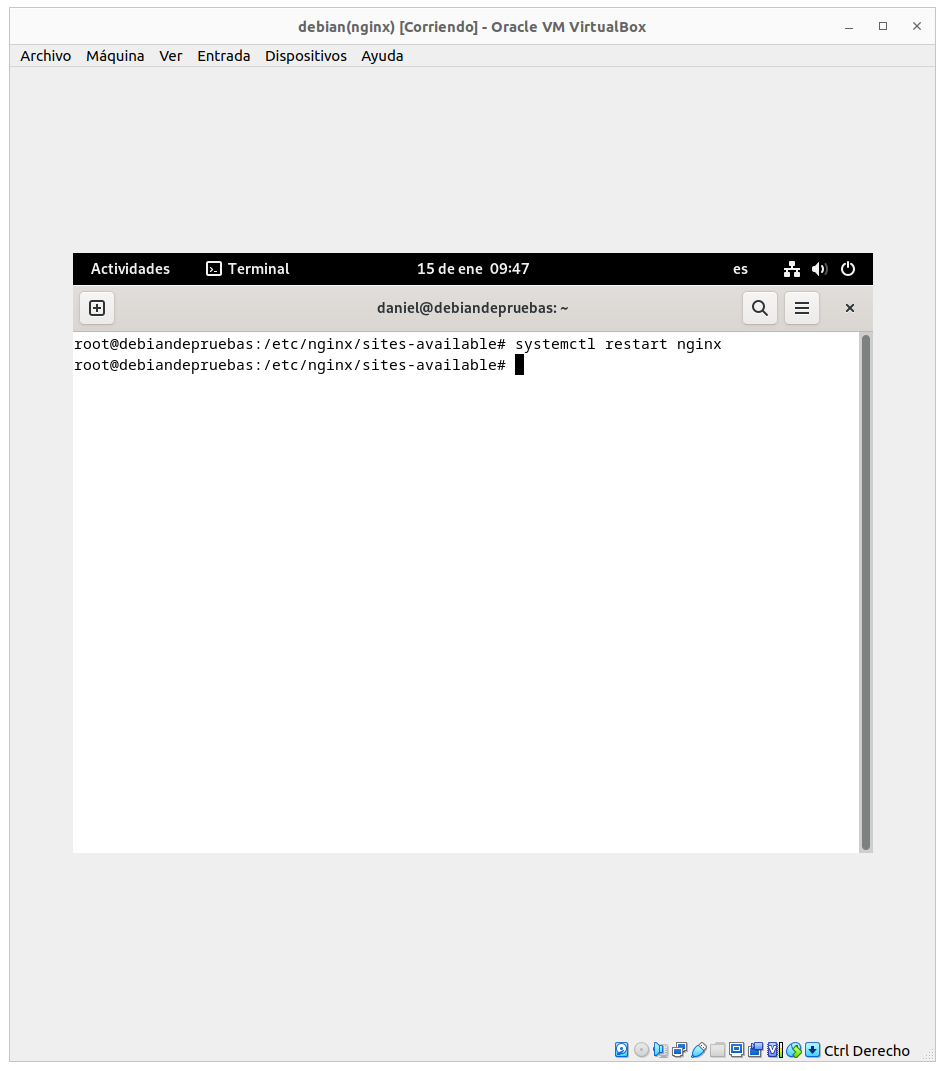 debian(nginx) [Corriendo] - Oracle VM VirtualBox
Archivo Máquina Ver Entrada Dispositivos Ayuda
Actividades Terminal 15 de ene 09:47 es
daniel@debiandepruebas: ~
root@debiandepruebas:/etc/nginx/sites-available# systemctl restart nginx
root@debiandepruebas:/etc/nginx/sites-available#
Ctrl Derecho